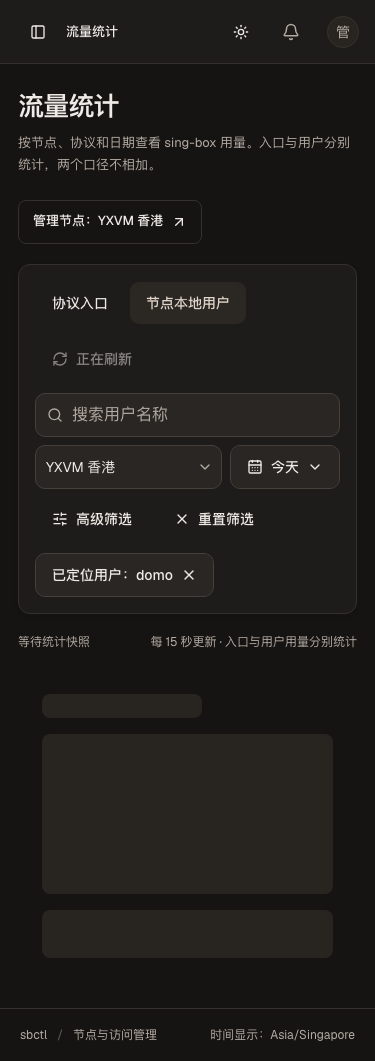 流量统计
管
流量统计
按节点、协议和日期查看 sing-box 用量。入口与用户分别
统计，两个口径不相加。
管理节点：YXVM 香港
协议入口 节点本地用户
正在刷新
搜索用户名称
YXVM 香港 今天
高级筛选 重置筛选
已定位用户：domo
等待统计快照 每 15 秒更新 · 入口与用户用量分别统计
sbctl / 节点与访问管理 时间显示：Asia/Singapore